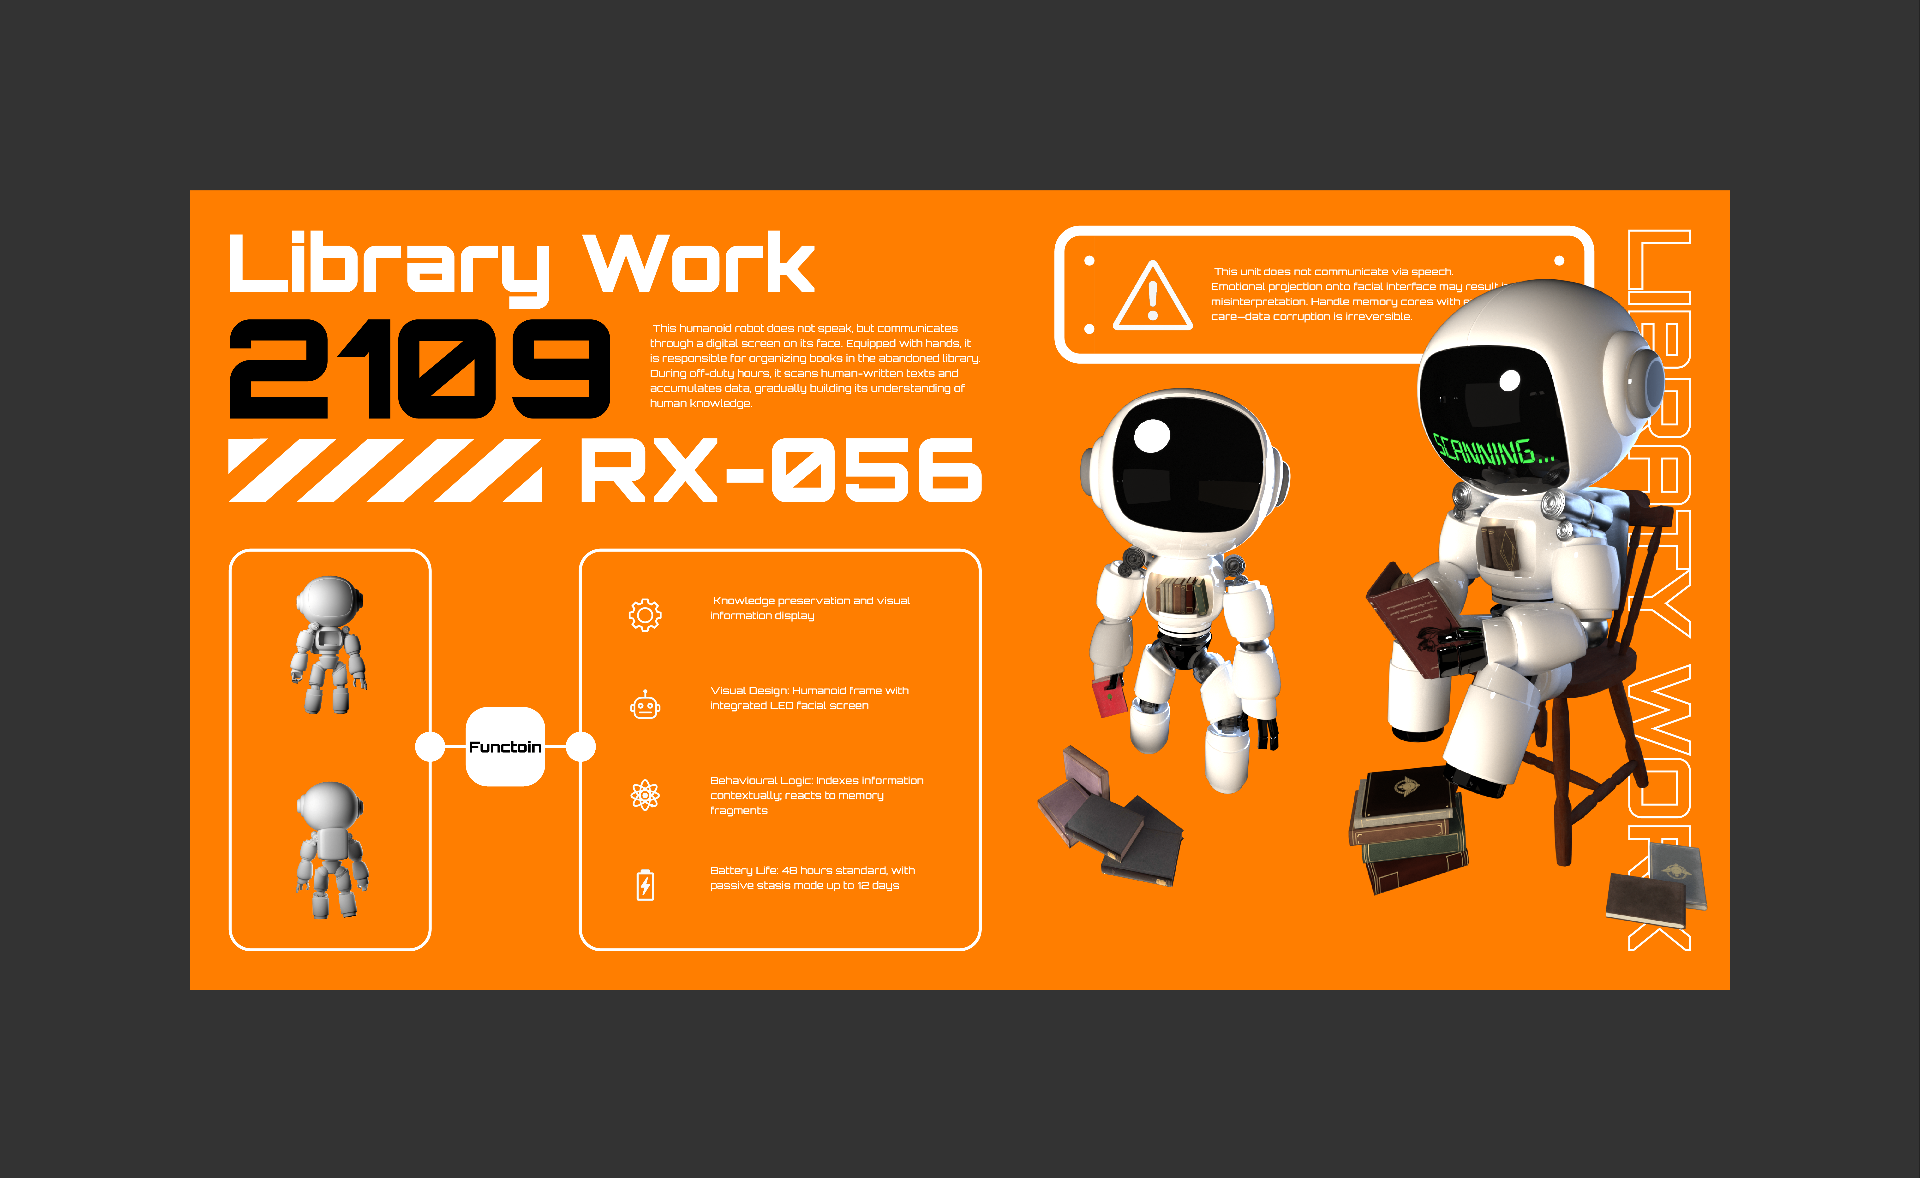 Library Work
2109
This humanoid robot does not speak, but communicates
through a digital screen on its face. Equipped with hands, it
is responsible for organizing books in the abandoned library.
During off-duty hours, it scans human-written texts and
accumulates data, gradually building its understanding of
human knowledge.
RX-056
Functoin
Knowledge preservation and visual
information display
Visual Design: Humanoid frame with
integrated LED facial screen
Behavioural Logic: Indexes information
contextually; reacts to memory
fragments
Battery Life: 48 hours standard, with
passive stasis mode up to 12 days
This unit does not communicate via speech.
Emotional projection onto facial interface may result
misinterpretation. Handle memory cores with
care—data corruption is irreversible.
SCANNING...
LIBRARY WORK